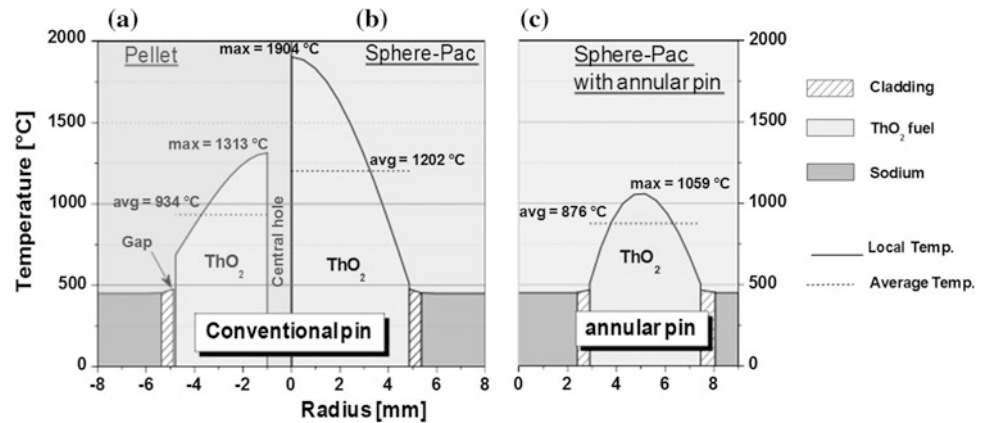 (a)
(b)
(c)
Temperature [°C]
2000
1500
1000
500
0
Pellet
max = 1904 °C
Sphere-Pac
max = 1313 °C
avg = 1202 °C
avg = 934 °C
Gap
ThO2
Central hole
ThO2
Conventional pin
-8 -6 -4 -2 0 2 4 6 8
Radius [mm]
Sphere-Pac
with annular pin
max = 1059 °C
avg = 876 °C
ThO2
annular pin
0 2 4 6 8
2000
1500
1000
500
0
Cladding
ThO2 fuel
Sodium
Local Temp.
Average Temp.